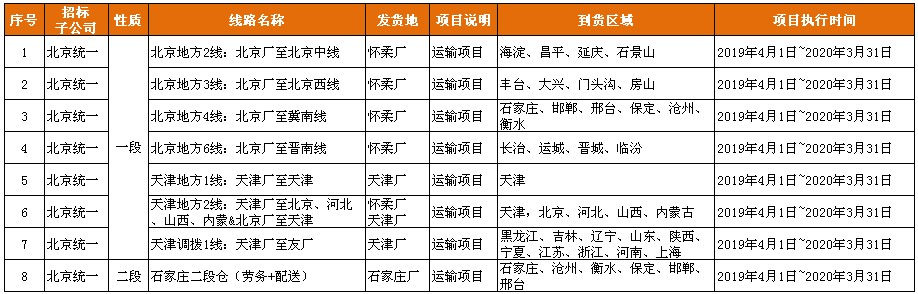 序号 招标子公司 性质 线路名称 发货地 项目说明 到货区域 项目执行时间
1 北京统一 一段 北京地方2线：北京厂至北京中线 怀柔厂 运输项目 海淀、昌平、延庆、石景山 2019年4月1日~2020年3月31日
2 北京统一 北京地方3线：北京厂至北京西线 怀柔厂 运输项目 丰台、大兴、门头沟、房山 2019年4月1日~2020年3月31日
3 北京统一 北京地方4线：北京厂至冀南线 怀柔厂 运输项目 石家庄、邯郸、邢台、保定、沧州、衡水 2019年4月1日~2020年3月31日
4 北京统一 北京地方6线：北京厂至晋南线 怀柔厂 运输项目 长治、运城、晋城、临汾 2019年4月1日~2020年3月31日
5 北京统一 天津地方1线：天津厂至天津 天津厂 运输项目 天津 2019年4月1日~2020年3月31日
6 北京统一 天津地方2线：天津厂至北京、河北、山西、内蒙&北京厂至天津 怀柔厂 天津厂 运输项目 天津，北京、河北、山西、内蒙古 2019年4月1日~2020年3月31日
7 北京统一 天津调拨1线：天津厂至友厂 天津厂 运输项目 黑龙江、吉林、辽宁、山东、陕西、宁夏、江苏、浙江、河南、上海 2019年4月1日~2020年3月31日
8 北京统一 二段 石家庄二段仓（劳务+配送） 石家庄厂 运输项目 石家庄、沧州、衡水、保定、邯郸、邢台 2019年4月1日~2020年3月31日